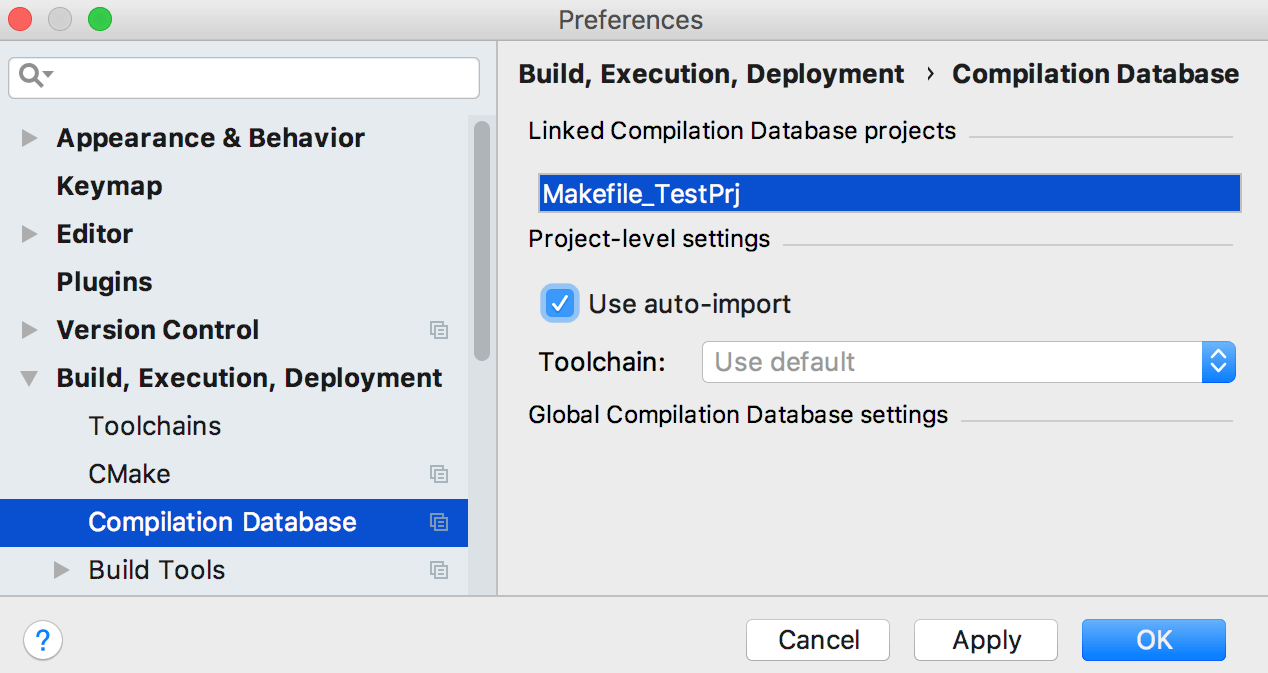 Preferences
Appearance & Behavior
Keymap
Editor
Plugins
Version Control
Build, Execution, Deployment
Toolchains
CMake
Compilation Database
Build Tools
Build, Execution, Deployment › Compilation Database
Linked Compilation Database projects
Makefile_TestPrj
Project-level settings
Use auto-import
Toolchain: Use default
Global Compilation Database settings
? Cancel Apply OK